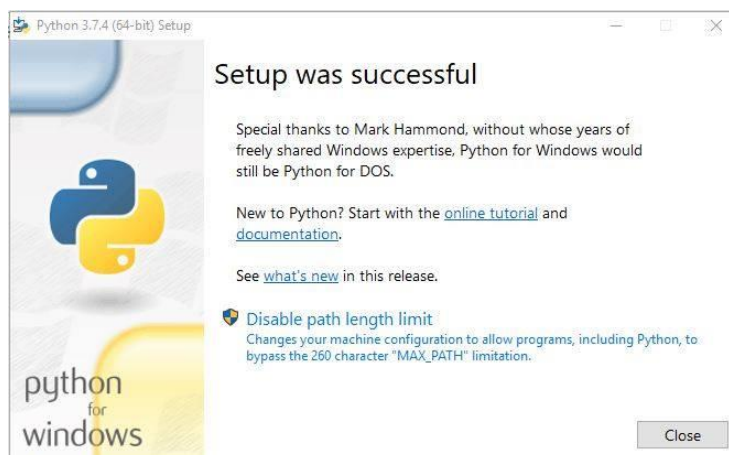 Python 3.7.4 (64-bit) Setup
Setup was successful
Special thanks to Mark Hammond, without whose years of
freely shared Windows expertise, Python for Windows would
still be Python for DOS.
New to Python? Start with the online tutorial and
documentation.
See what's new in this release.
Disable path length limit
Changes your machine configuration to allow programs, including Python, to
bypass the 260 character "MAX_PATH" limitation.
python
for
windows
Close